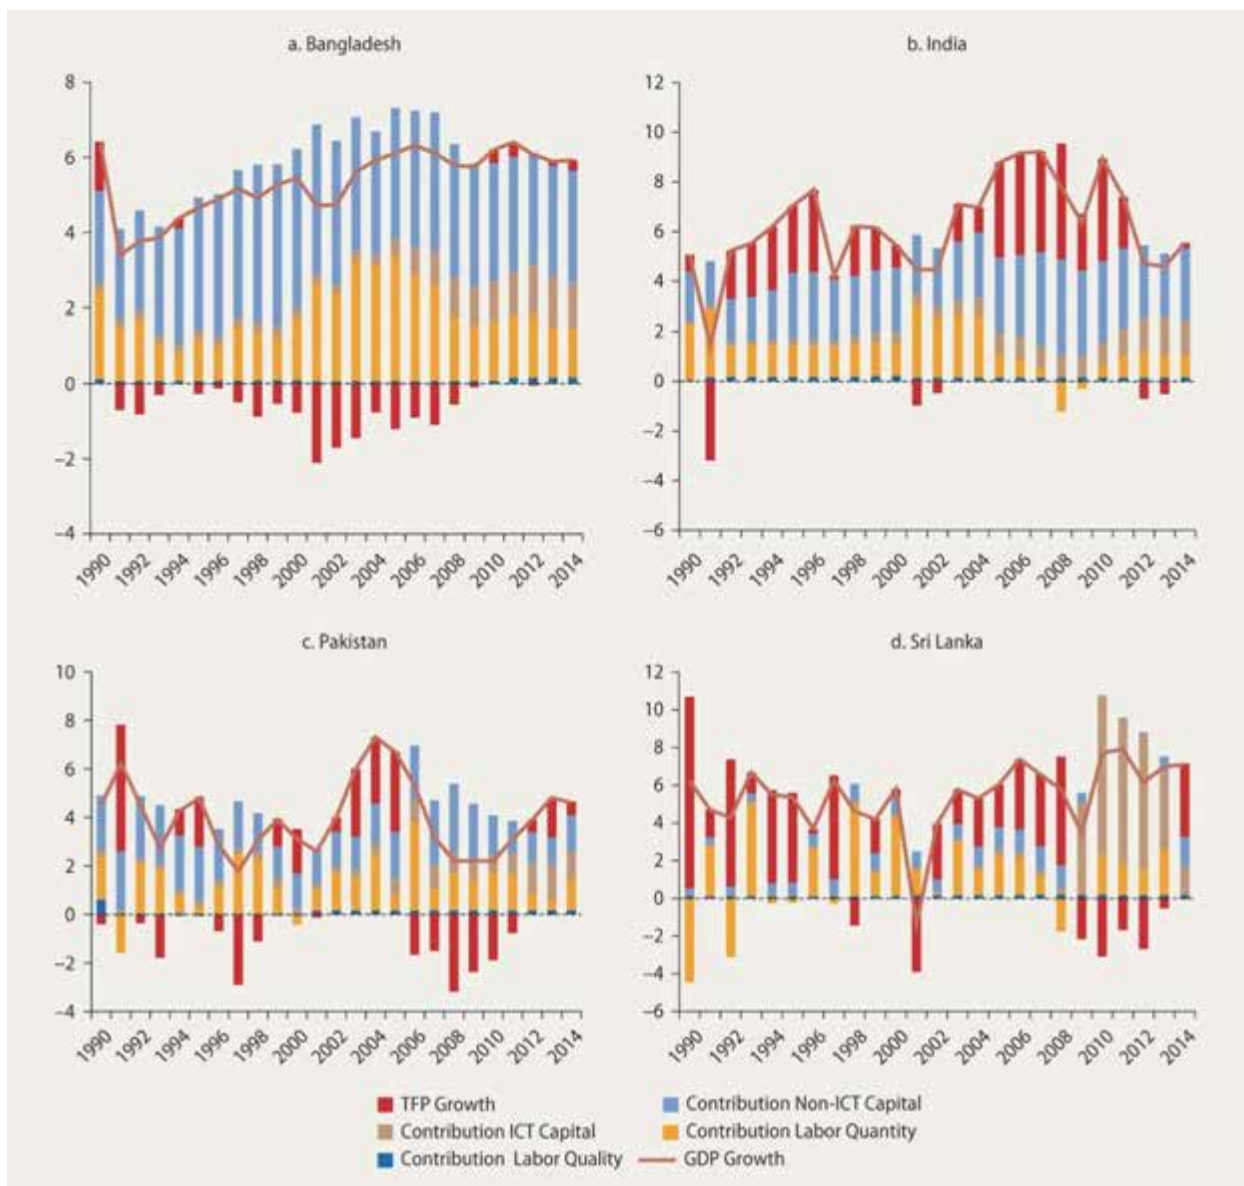 a. Bangladesh
8
6
4
2
0
–2
–4
1990 1992 1994 1996 1998 2000 2002 2004 2006 2008 2010 2012 2014
b. India
12
10
8
6
4
2
0
–2
–4
–6
1990 1992 1994 1996 1998 2000 2002 2004 2006 2008 2010 2012 2014
c. Pakistan
10
8
6
4
2
0
–2
–4
1990 1992 1994 1996 1998 2000 2002 2004 2006 2008 2010 2012 2014
d. Sri Lanka
12
10
8
6
4
2
0
–2
–4
–6
1990 1992 1994 1996 1998 2000 2002 2004 2006 2008 2010 2012 2014
TFP Growth
Contribution Non-ICT Capital
Contribution ICT Capital
Contribution Labor Quantity
Contribution Labor Quality
GDP Growth